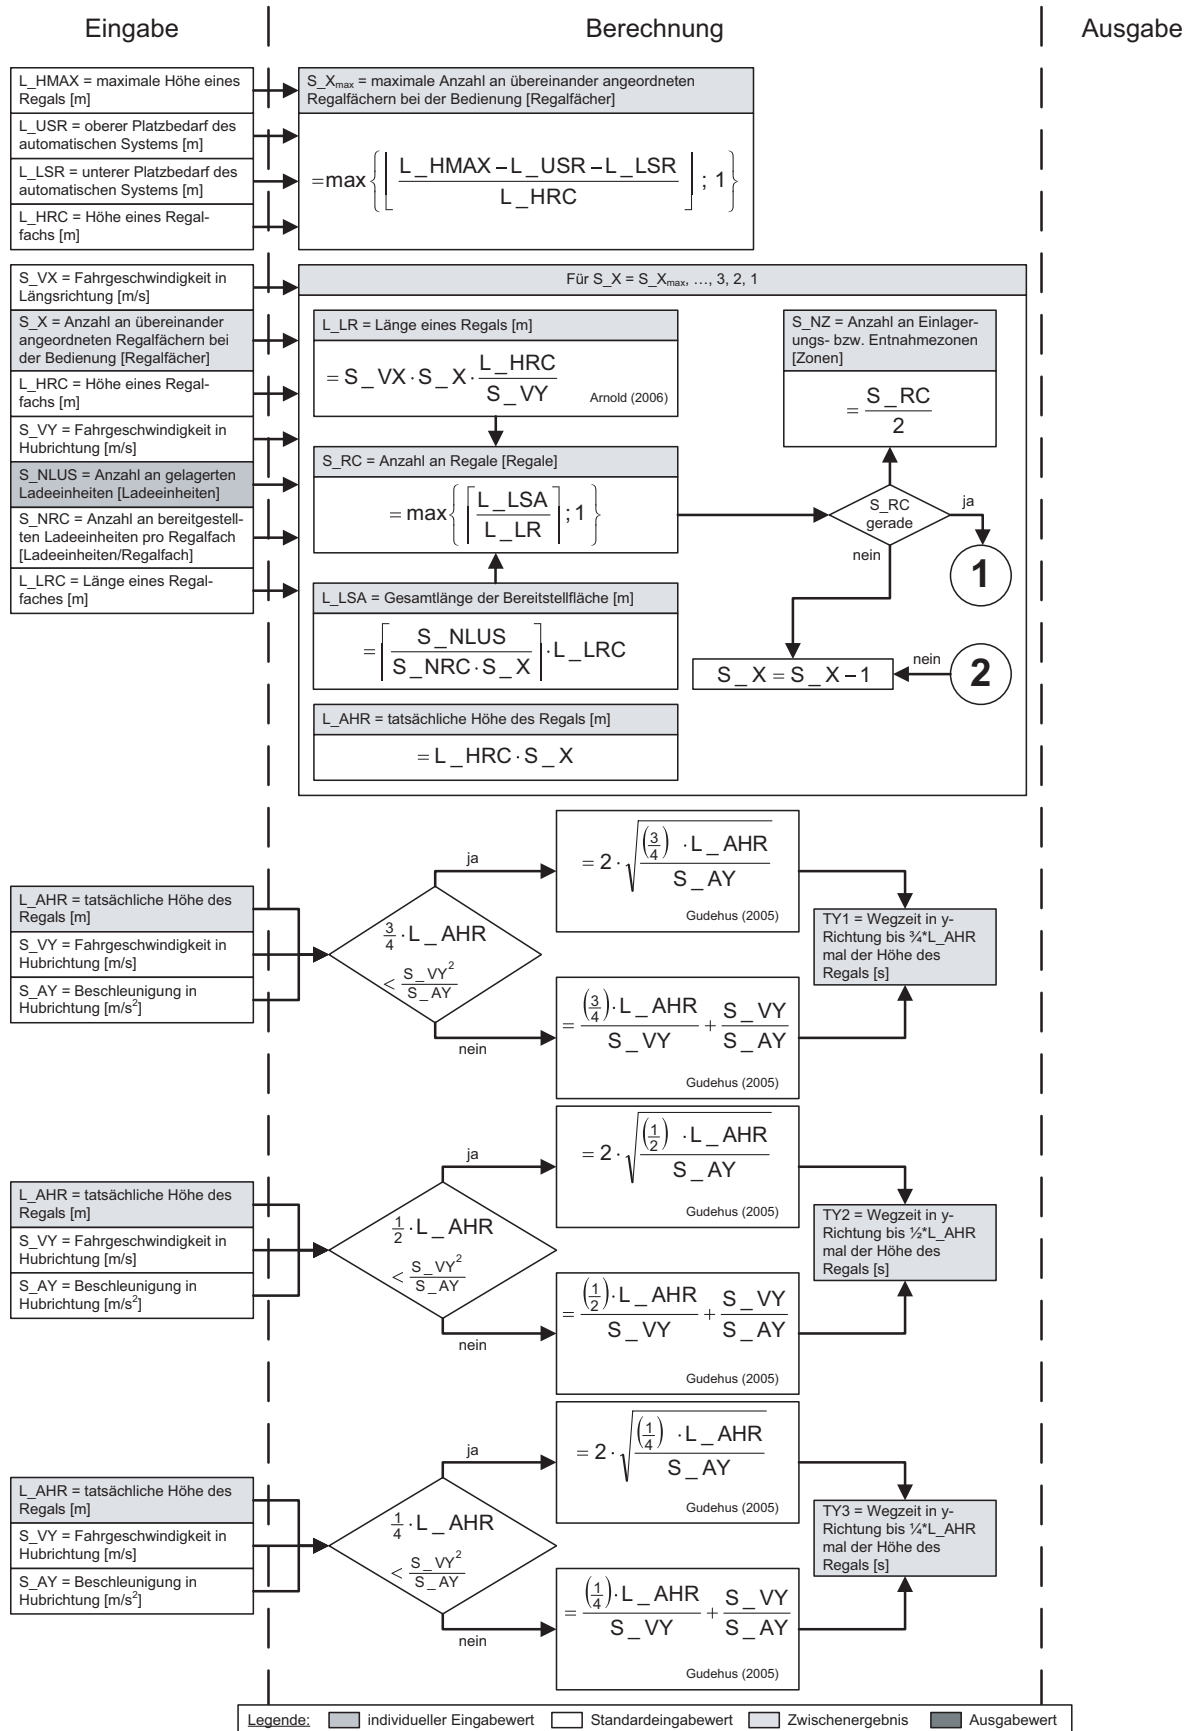 Eingabe
Berechnung
Ausgabe
L_HMAX = maximale Höhe eines
Regals [m]
L_USR = oberer Platzbedarf des
automatischen Systems [m]
L_LSR = unterer Platzbedarf des
automatischen Systems [m]
L_HRC = Höhe eines Regal-
fachs [m]
S_Xmax = maximale Anzahl an übereinander angeordneten
Regalfächern bei der Bedienung [Regalfächer]
=max{⌊(L_HMAX–L_USR–L_LSR)/L_HRC⌋; 1}
S_VX = Fahrgeschwindigkeit in
Längsrichtung [m/s]
S_X = Anzahl an übereinander
angeordneten Regalfächern bei
der Bedienung [Regalfächer]
L_HRC = Höhe eines Regal-
fachs [m]
S_VY = Fahrgeschwindigkeit in
Hubrichtung [m/s]
S_NLUS = Anzahl an gelagerten
Ladeeinheiten [Ladeeinheiten]
S_NRC = Anzahl an bereitgestell-
ten Ladeeinheiten pro Regalfach
[Ladeeinheiten/Regalfach]
L_LRC = Länge eines Regal-
faches [m]
Für S_X = S_Xmax, …, 3, 2, 1
L_LR = Länge eines Regals [m]
= S_VX·S_X·L_HRC/S_VY
Arnold (2006)
S_RC = Anzahl an Regale [Regale]
= max{⌈L_LSA/L_LR⌉;1}
L_LSA = Gesamtlänge der Bereitstellfläche [m]
= ⌈S_NLUS/(S_NRC·S_X)⌉·L_LRC
L_AHR = tatsächliche Höhe des Regals [m]
= L_HRC·S_X
S_NZ = Anzahl an Einlager-
ungs- bzw. Entnahmezonen
[Zonen]
= S_RC/2
S_RC
gerade
ja
nein
1
S_X = S_X–1
nein
2
L_AHR = tatsächliche Höhe des
Regals [m]
S_VY = Fahrgeschwindigkeit in
Hubrichtung [m/s]
S_AY = Beschleunigung in
Hubrichtung [m/s²]
3/4·L_AHR
< S_VY²/S_AY
ja
nein
= 2·√((3/4)·L_AHR/S_AY)
Gudehus (2005)
= (3/4)·L_AHR/S_VY + S_VY/S_AY
Gudehus (2005)
TY1 = Wegzeit in y-
Richtung bis ¾*L_AHR
mal der Höhe des
Regals [s]
L_AHR = tatsächliche Höhe des
Regals [m]
S_VY = Fahrgeschwindigkeit in
Hubrichtung [m/s]
S_AY = Beschleunigung in
Hubrichtung [m/s²]
1/2·L_AHR
< S_VY²/S_AY
ja
nein
= 2·√((1/2)·L_AHR/S_AY)
Gudehus (2005)
= (1/2)·L_AHR/S_VY + S_VY/S_AY
Gudehus (2005)
TY2 = Wegzeit in y-
Richtung bis ½*L_AHR
mal der Höhe des
Regals [s]
L_AHR = tatsächliche Höhe des
Regals [m]
S_VY = Fahrgeschwindigkeit in
Hubrichtung [m/s]
S_AY = Beschleunigung in
Hubrichtung [m/s²]
1/4·L_AHR
< S_VY²/S_AY
ja
nein
= 2·√((1/4)·L_AHR/S_AY)
Gudehus (2005)
= (1/4)·L_AHR/S_VY + S_VY/S_AY
Gudehus (2005)
TY3 = Wegzeit in y-
Richtung bis ¼*L_AHR
mal der Höhe des
Regals [s]
Legende: individueller Eingabewert Standardeingabewert Zwischenergebnis Ausgabewert